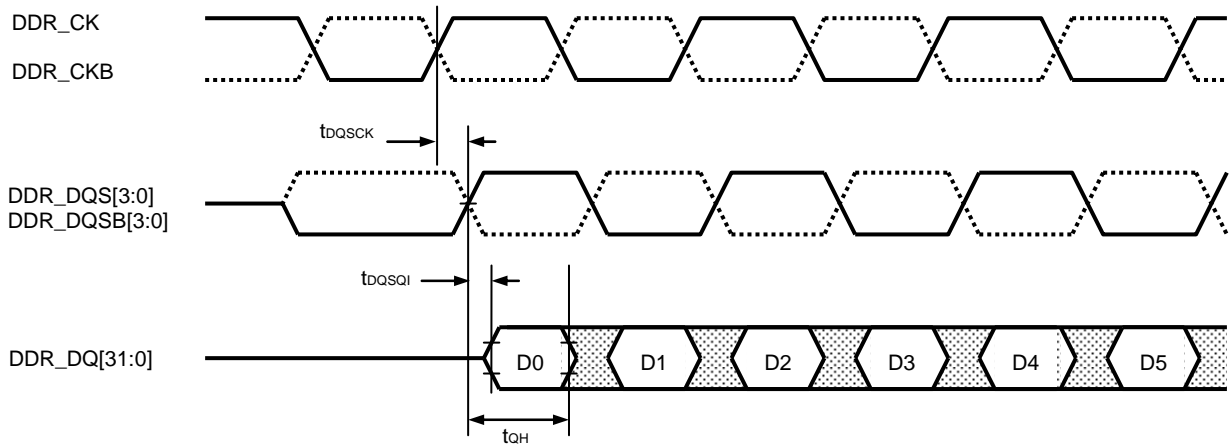 DDR_CK
DDR_CKB
tDQSCK
DDR_DQS[3:0]
DDR_DQSB[3:0]
tDQSQI
DDR_DQ[31:0]
D0 D1 D2 D3 D4 D5
tQH